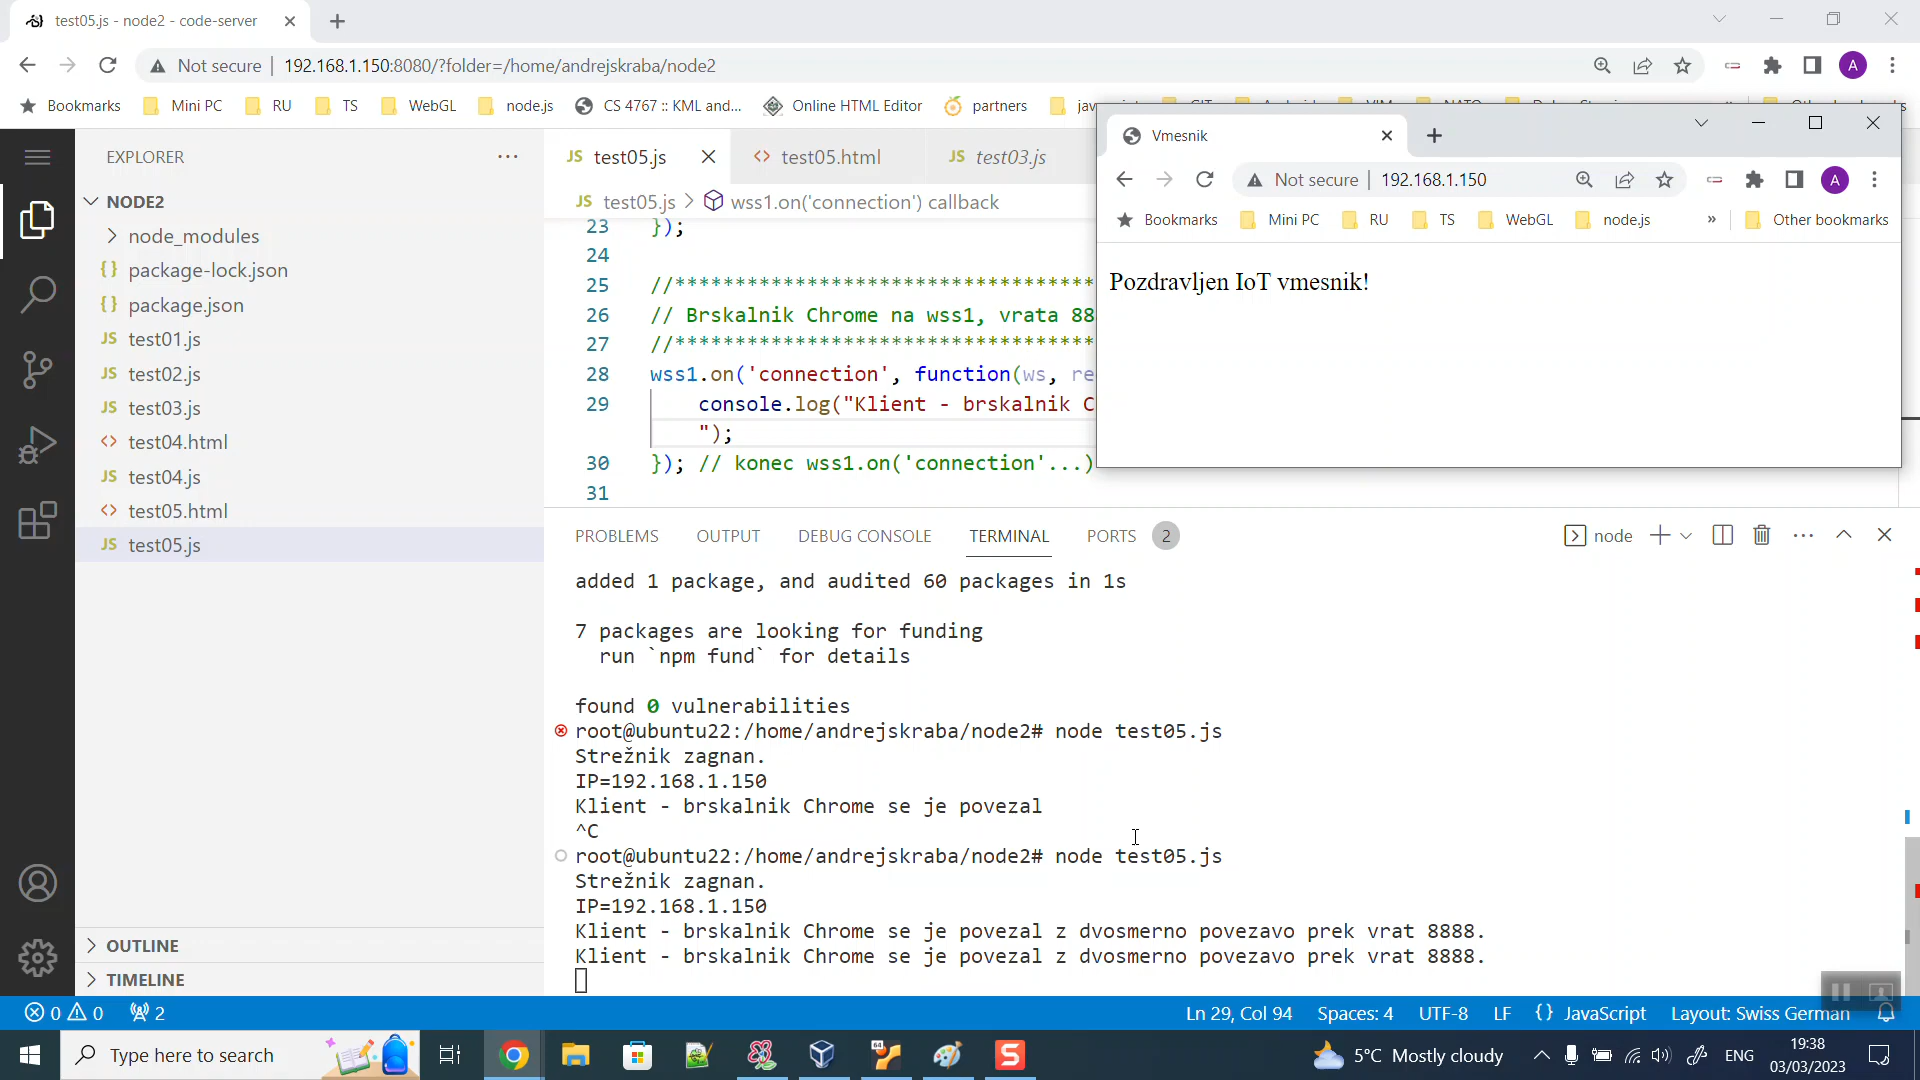 test05.js - node2 - code-server
Not secure | 192.168.1.150:8080/?folder=/home/andrejskraba/node2
Bookmarks
Mini PC
RU
TS
WebGL
node.js
CS 4767 :: KML and...
Online HTML Editor
partners
EXPLORER
NODE2
node_modules
{} package-lock.json
{} package.json
JS test01.js
JS test02.js
JS test03.js
<> test04.html
JS test04.js
<> test05.html
JS test05.js
OUTLINE
TIMELINE
JS test05.js
<> test05.html
JS test03.js
JS test05.js > wss1.on('connection') callback
23 });
24
25 //***********************************
26 // Brskalnik Chrome na wss1, vrata 88
27 //***********************************
28 wss1.on('connection', function(ws, re
29 console.log("Klient - brskalnik C
");
30 }); // konec wss1.on('connection'...)
31
Vmesnik
Not secure | 192.168.1.150
Bookmarks
Mini PC
RU
TS
WebGL
node.js
»
Other bookmarks
Pozdravljen IoT vmesnik!
PROBLEMS
OUTPUT
DEBUG CONSOLE
TERMINAL
PORTS 2
node
added 1 package, and audited 60 packages in 1s
7 packages are looking for funding
run `npm fund` for details
found 0 vulnerabilities
root@ubuntu22:/home/andrejskraba/node2# node test05.js
Strežnik zagnan.
IP=192.168.1.150
Klient - brskalnik Chrome se je povezal
^C
root@ubuntu22:/home/andrejskraba/node2# node test05.js
Strežnik zagnan.
IP=192.168.1.150
Klient - brskalnik Chrome se je povezal z dvosmerno povezavo prek vrat 8888.
Klient - brskalnik Chrome se je povezal z dvosmerno povezavo prek vrat 8888.
0 0 2
Ln 29, Col 94
Spaces: 4
UTF-8
LF
{} JavaScript
Layout: Swiss German
Type here to search
64
S
5°C Mostly cloudy
ENG
19:38
03/03/2023
A
A